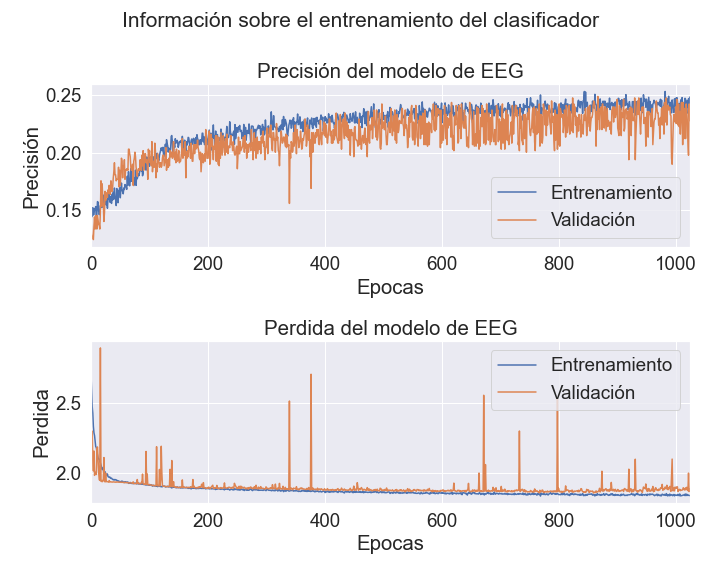 Información sobre el entrenamiento del clasificador
Precisión del modelo de EEG
0.25
0.20
0.15
Precisión
Entrenamiento
Validación
0 200 400 600 800 1000
Epocas
Perdida del modelo de EEG
2.5
2.0
Perdida
Entrenamiento
Validación
0 200 400 600 800 1000
Epocas